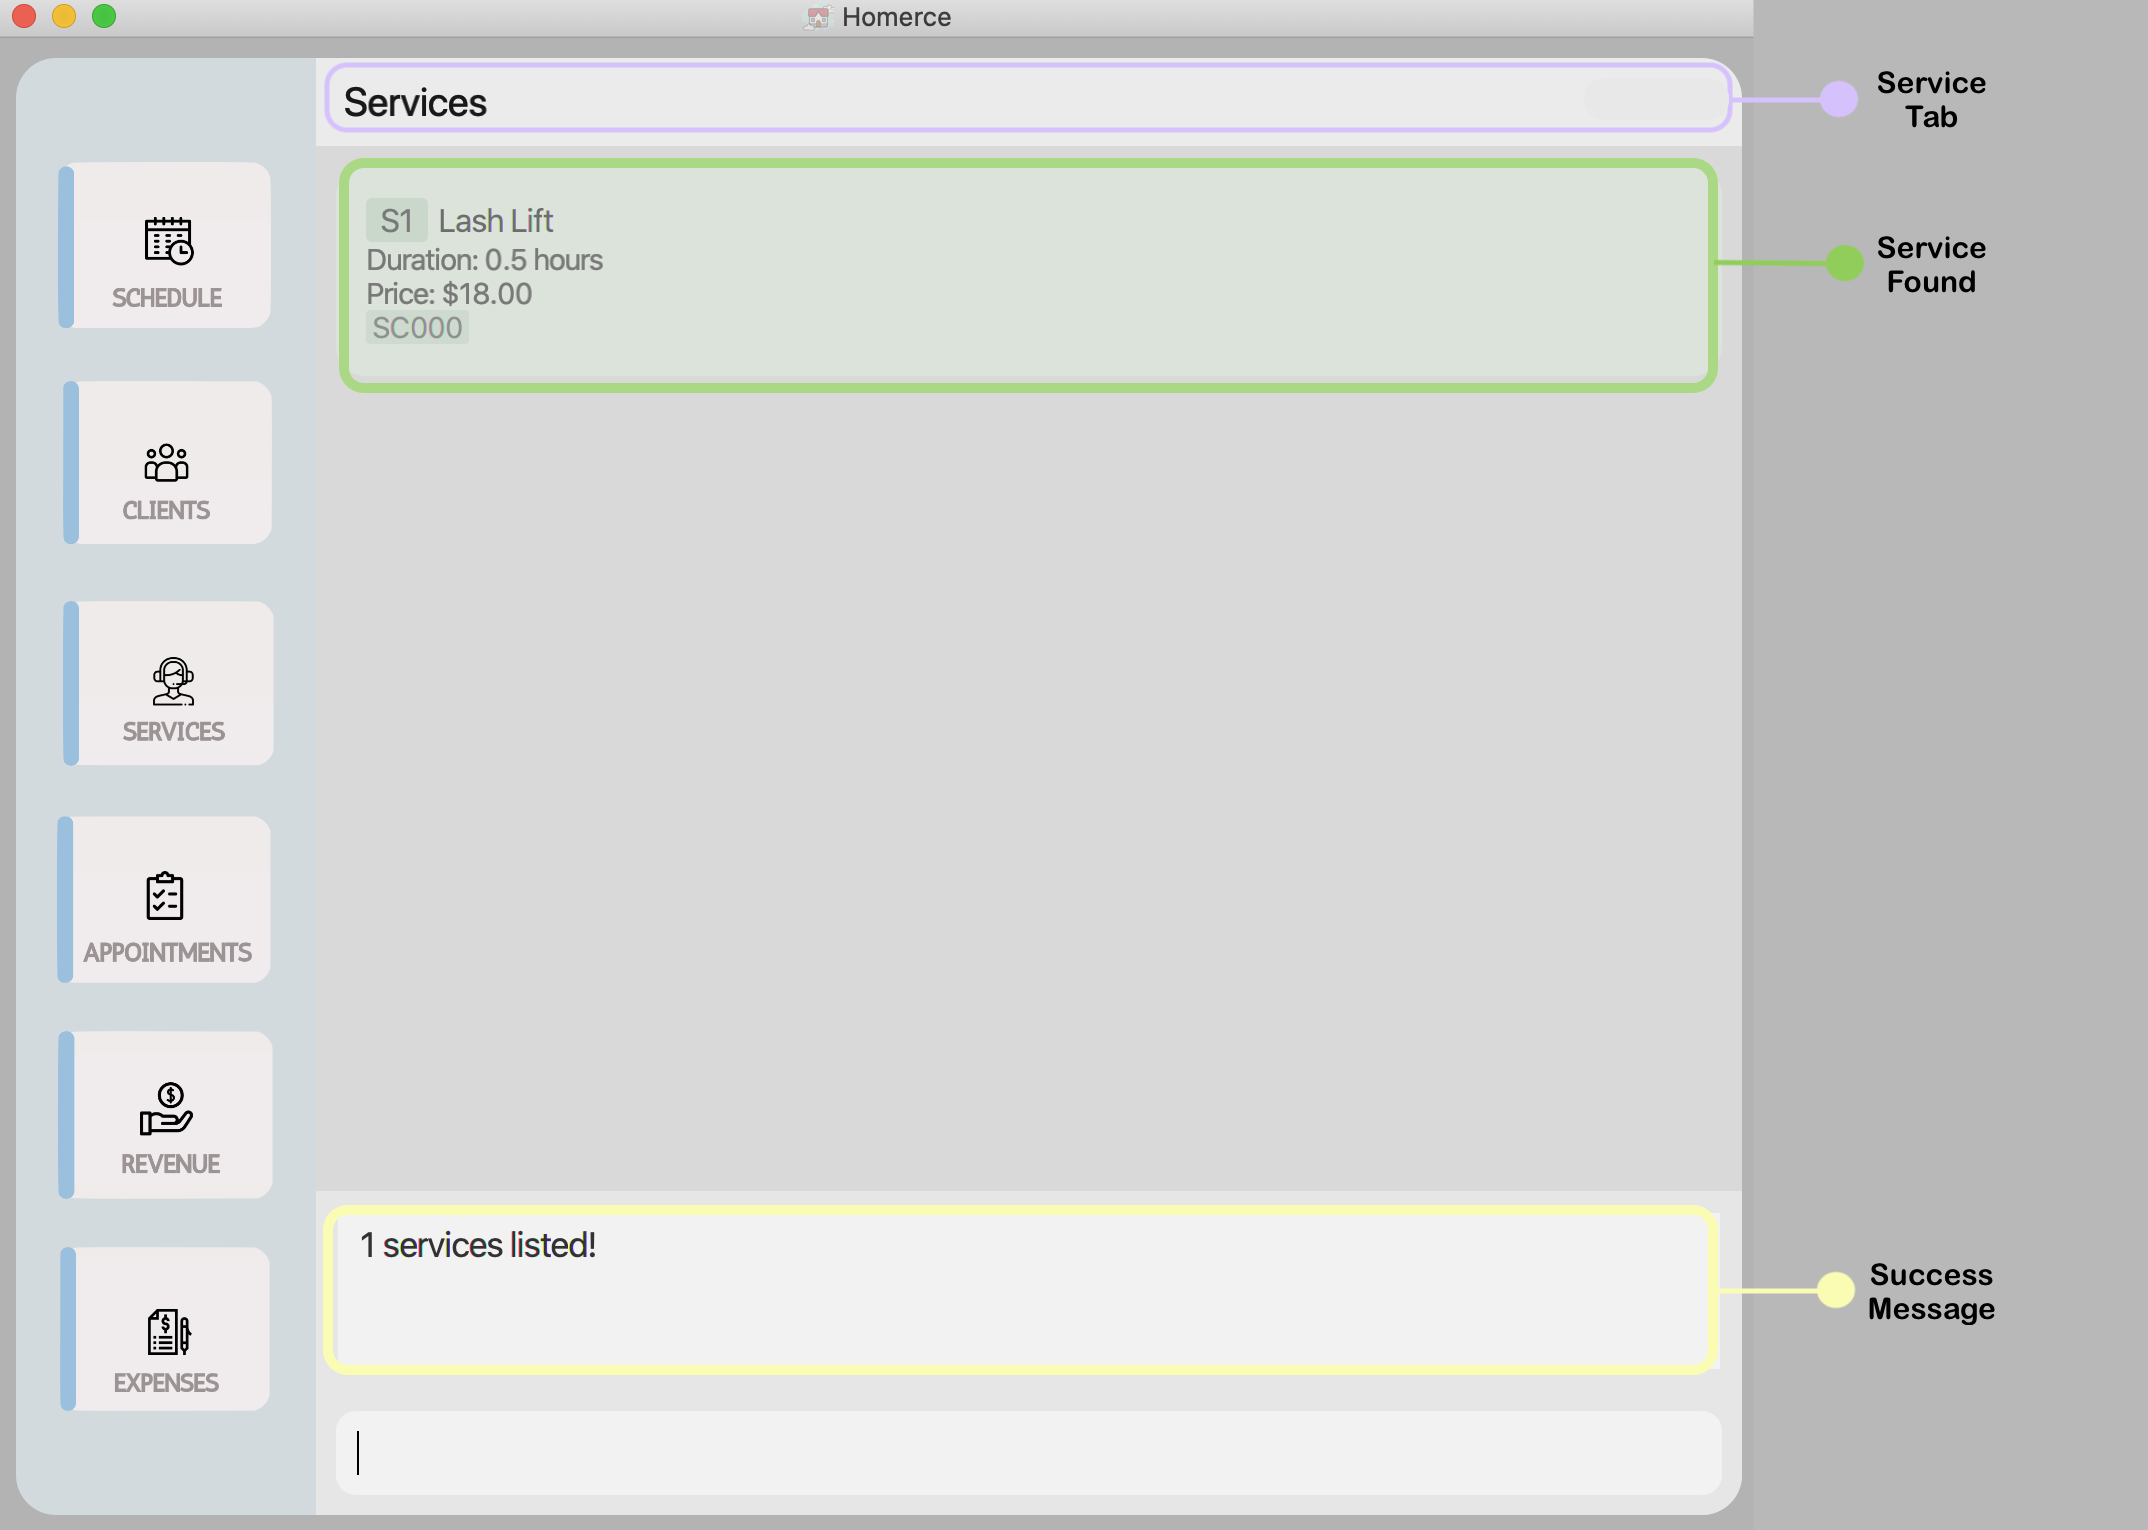 Homerce
Services
Service
Tab
S1 Lash Lift
Duration: 0.5 hours
Price: $18.00
SC000
Service
Found
SCHEDULE
CLIENTS
SERVICES
APPOINTMENTS
REVENUE
EXPENSES
1 services listed!
Success
Message